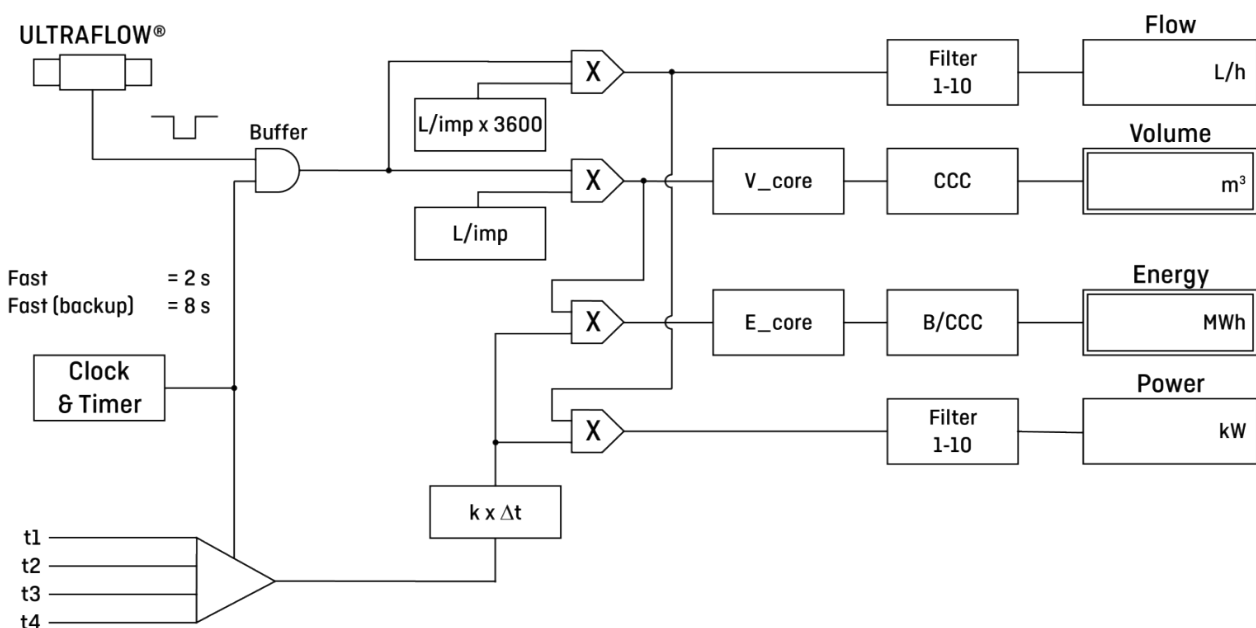 ULTRAFLOW®
Buffer
X
L/imp x 3600
Filter
1-10
Flow
L/h
X
L/imp
V_core
CCC
Volume
m³
Fast = 2 s
Fast (backup) = 8 s
X
E_core
B/CCC
Energy
MWh
Clock
& Timer
X
Filter
1-10
Power
kW
k x Δt
t1
t2
t3
t4